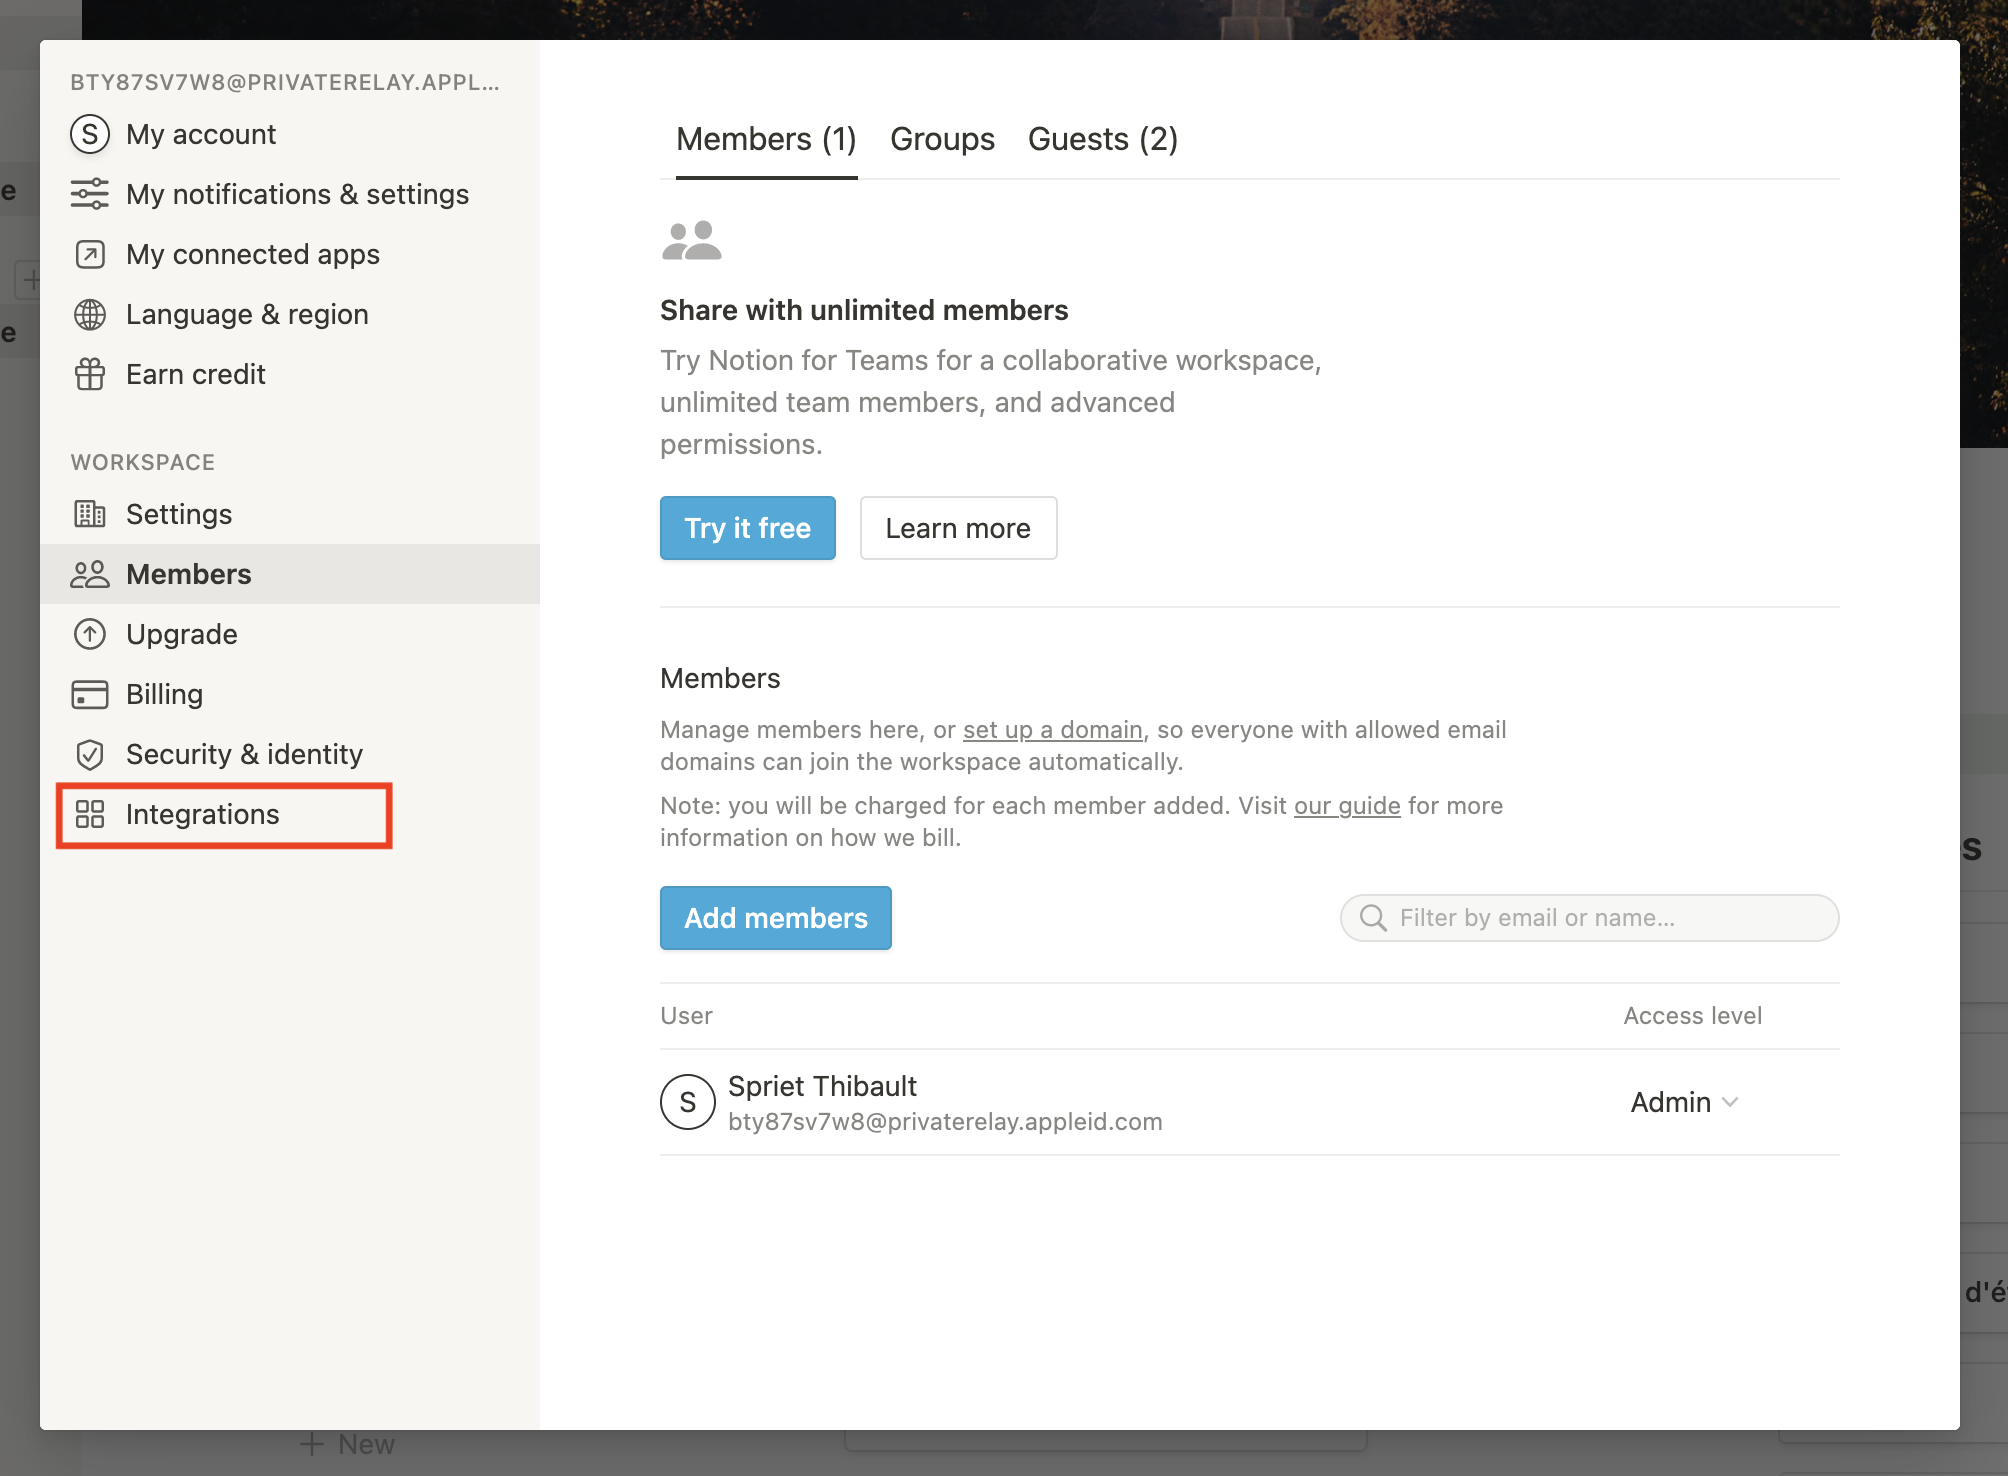 BTY87SV7W8@PRIVATERELAY.APPL...
S My account
My notifications & settings
My connected apps
Language & region
Earn credit
WORKSPACE
Settings
Members
Upgrade
Billing
Security & identity
Integrations
Members (1) Groups Guests (2)
Share with unlimited members
Try Notion for Teams for a collaborative workspace,
unlimited team members, and advanced
permissions.
Try it free Learn more
Members
Manage members here, or set up a domain, so everyone with allowed email
domains can join the workspace automatically.
Note: you will be charged for each member added. Visit our guide for more
information on how we bill.
Add members Filter by email or name...
User Access level
S Spriet Thibault
bty87sv7w8@privaterelay.appleid.com
Admin
+ New